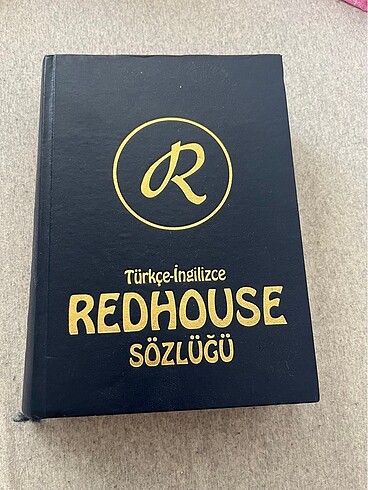 R
Türkçe-İngilizce
REDHOUSE
SÖZLÜĞÜ